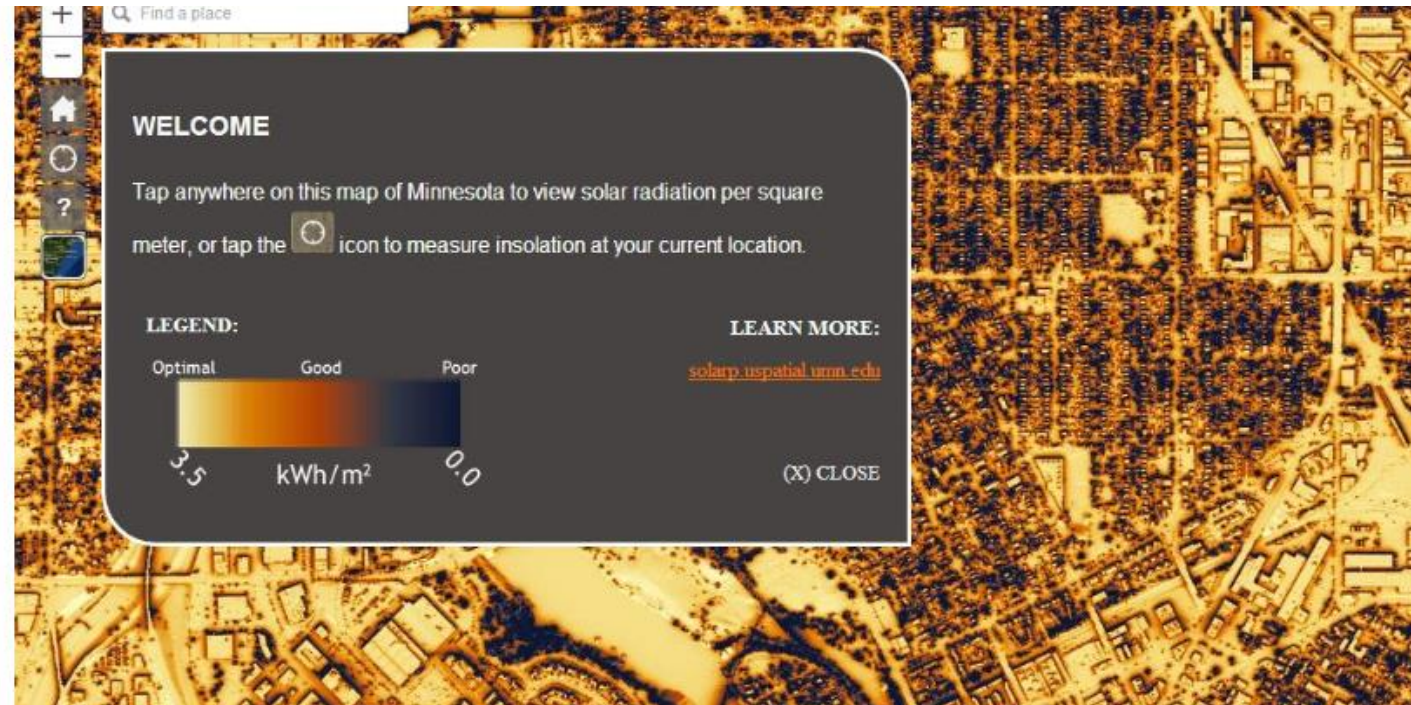 +
Find a place
−
?
WELCOME
Tap anywhere on this map of Minnesota to view solar radiation per square
meter, or tap the icon to measure insolation at your current location.
LEGEND:
Optimal Good Poor
3.5 kWh/m² 0.0
LEARN MORE:
solarp.uspatial.umn.edu
(X) CLOSE